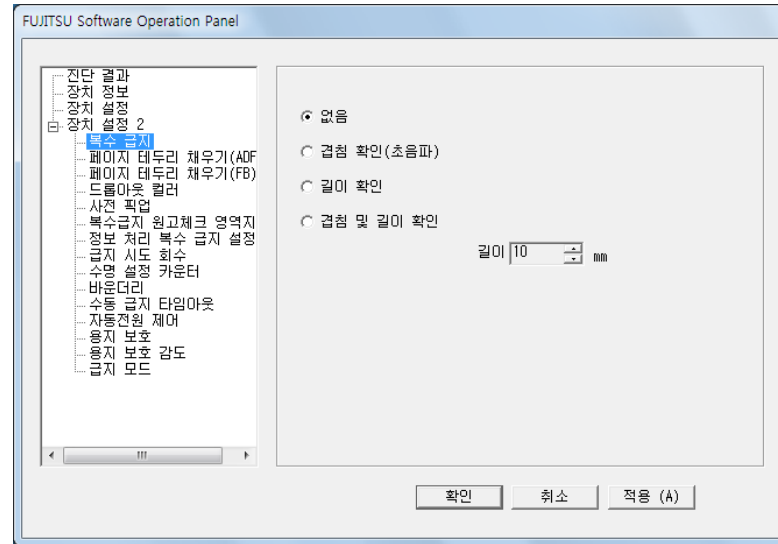 FUJITSU Software Operation Panel
진단 결과
장치 정보
장치 설정
장치 설정 2
복수 급지
페이지 테두리 채우기(ADF
페이지 테두리 채우기(FB)
드롭아웃 컬러
사전 픽업
복수급지 원고체크 영역지
정보 처리 복수 급지 설정
급지 시도 회수
수명 설정 카운터
바운더리
수동 급지 타임아웃
자동전원 제어
용지 보호
용지 보호 감도
급지 모드
없음
겹침 확인(초음파)
길이 확인
겹침 및 길이 확인
길이 10 mm
확인 취소 적용 (A)